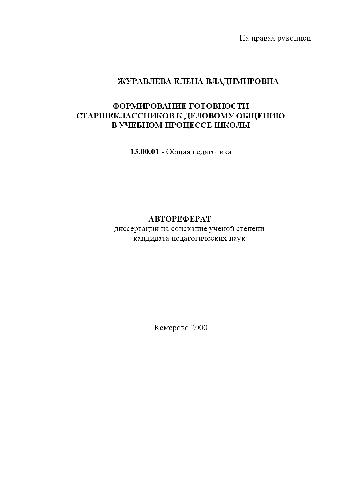 На правах рукописи
ЖУРАВЛЕВА ЕЛЕНА ВЛАДИМИРОВНА
ФОРМИРОВАНИЕ ГОТОВНОСТИ
СТАРШЕКЛАССНИКОВ К ДЕЛОВОМУ ОБЩЕНИЮ
В УЧЕБНОМ ПРОЦЕССЕ ШКОЛЫ
13.00.01 - Общая педагогика
АВТОРЕФЕРАТ
диссертации на соискание ученой степени
кандидата педагогических наук
Кемерово 2000